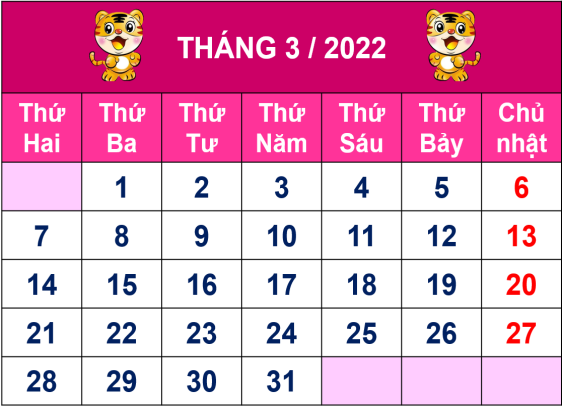 THÁNG 3 / 2022
Thứ Hai Thứ Ba Thứ Tư Thứ Năm Thứ Sáu Thứ Bảy Chủ nhật
1 2 3 4 5 6
7 8 9 10 11 12 13
14 15 16 17 18 19 20
21 22 23 24 25 26 27
28 29 30 31